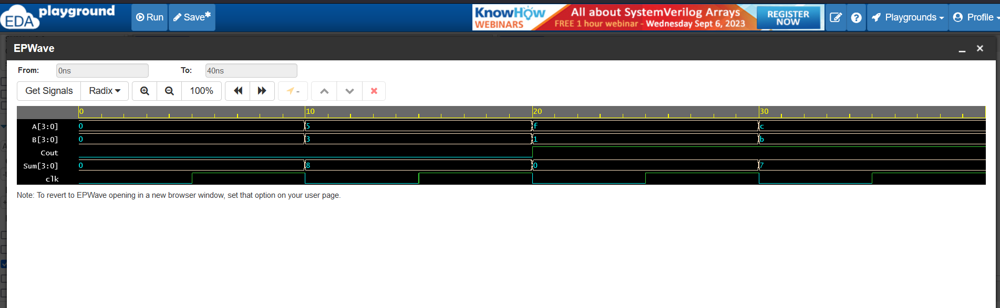 EDA playground
Run
Save*
KnowHow WEBINARS
All about SystemVerilog Arrays
FREE 1 hour webinar - Wednesday Sept 6, 2023
REGISTER NOW
Playgrounds
Profile
EPWave
From: 0ns To: 40ns
Get Signals Radix 100% -
0 10 20 30
A[3:0] 0 5 f c
B[3:0] 0 3 1 b
Cout
Sum[3:0] 0 8 0 7
clk
Note: To revert to EPWave opening in a new browser window, set that option on your user page.